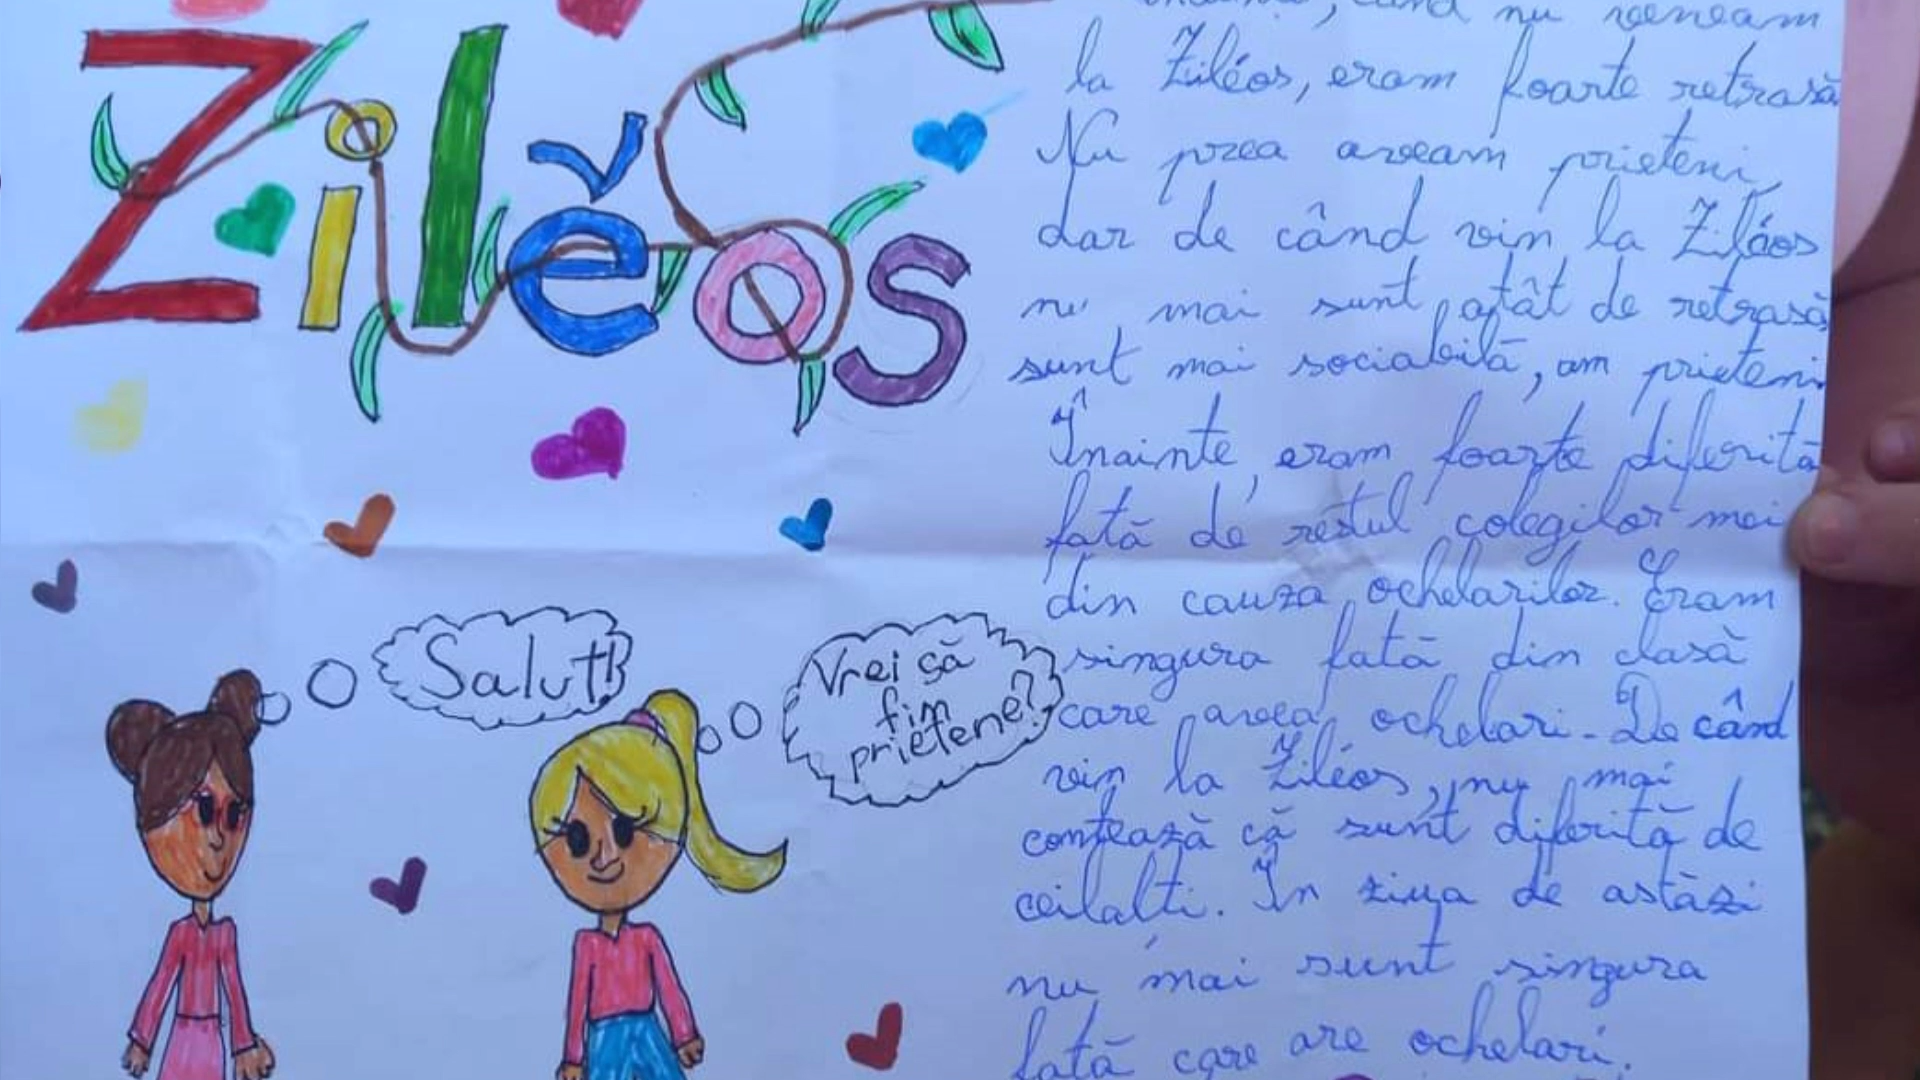 Zilěos
Salut!
Vrei să
fim
prietene?
când nu veneam
la Ziléos, eram foarte retrasă
Nu prea aveam prieteni,
dar de când vin la Ziléos
nu mai sunt atât de retrasă
sunt mai sociabilă, am prieteni
Înainte, eram foarte diferită
față de restul colegilor mei
din cauza ochelarilor. Eram
singura fată din clasă
care avea ochelari. De când
vin la Ziléos, nu mai
contează că sunt diferită de
ceilalți. În ziua de astăzi
nu mai sunt singura
fată care are ochelari.